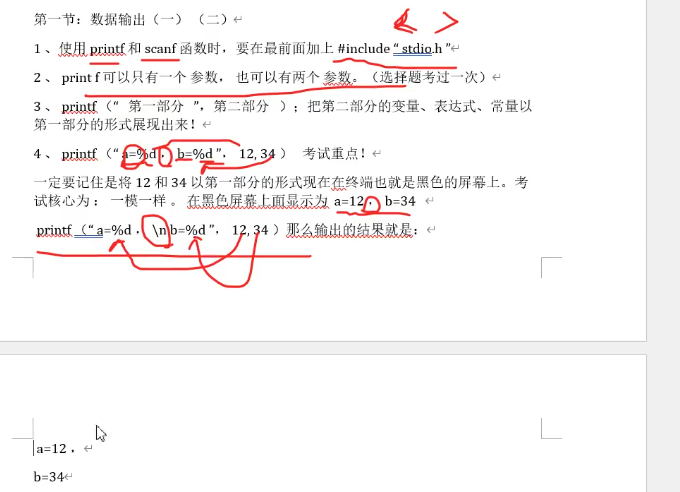 第一节：数据输出（一）（二）
1、使用 printf 和 scanf 函数时，要在最前面加上 #include “ stdio.h ”
2、 print f 可以只有一个 参数， 也可以有两个 参数。（选择题考过一次）
3、 printf （“ 第一部分 ”，第二部分 ）；把第二部分的变量、表达式、常量以
第一部分的形式展现出来！
4、 printf （“ a=%d ， b=%d ”， 12, 34 ） 考试重点！
一定要记住是将 12 和 34 以第一部分的形式现在在终端也就是黑色的屏幕上。考
试核心为： 一模一样 。 在黑色屏幕上面显示为 a=12 ， b=34
printf （“ a=%d ， \n b=%d ”， 12, 34 ）那么输出的结果就是：
a=12 ，
b=34